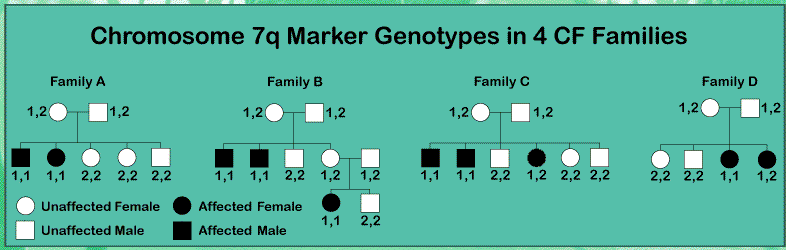 Chromosome 7q Marker Genotypes in 4 CF Families
Family A
Family B
Family C
Family D
1,2 1,2
1,2 1,2
1,2 1,2
1,2 1,2
1,1 1,1 2,2 2,2 2,2
1,1 1,1 2,2 1,2 1,2
1,1 1,1 2,2 1,2 2,2 2,2
2,2 2,2 1,1 1,2
1,1 2,2
Unaffected Female
Affected Female
Unaffected Male
Affected Male